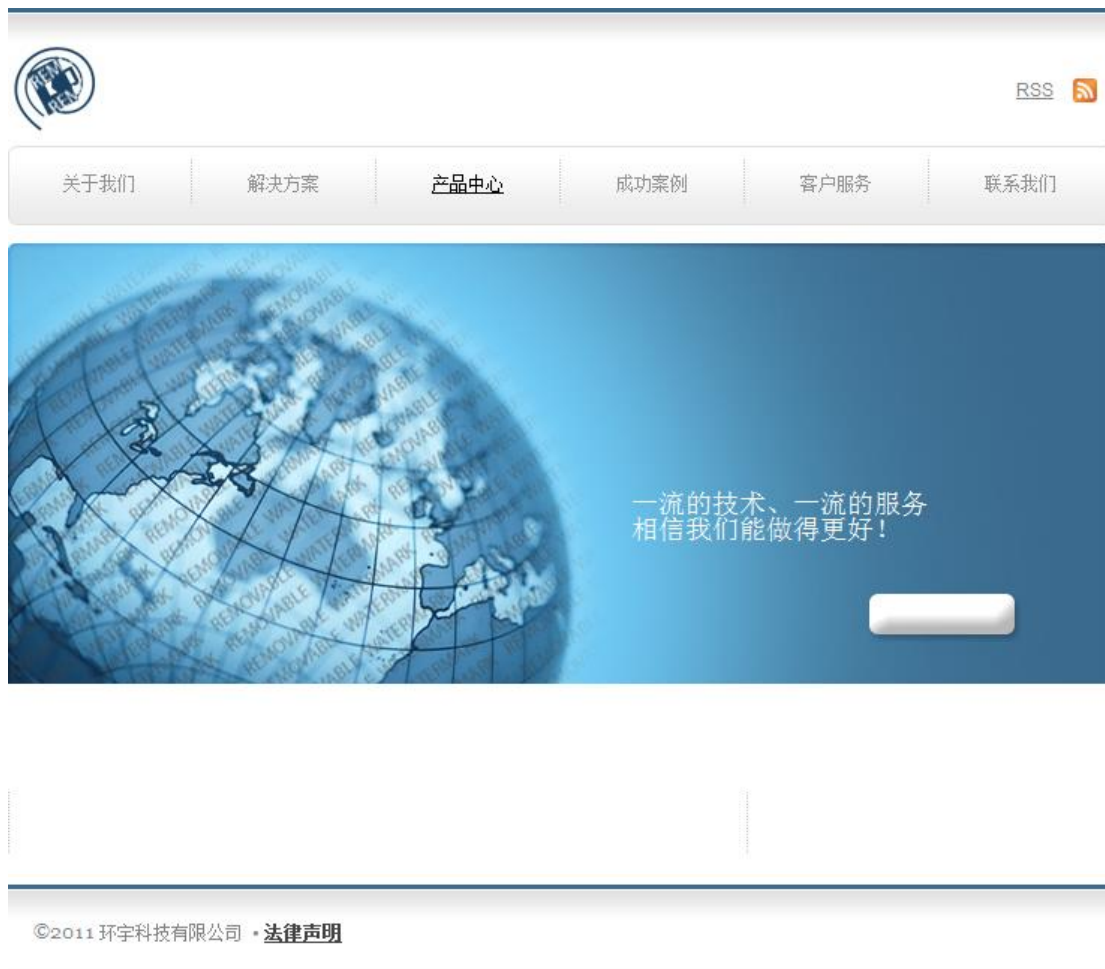 RSS
关于我们 解决方案 产品中心 成功案例 客户服务 联系我们
一流的技术、一流的服务
相信我们能做得更好！
©2011 环宇科技有限公司 • 法律声明